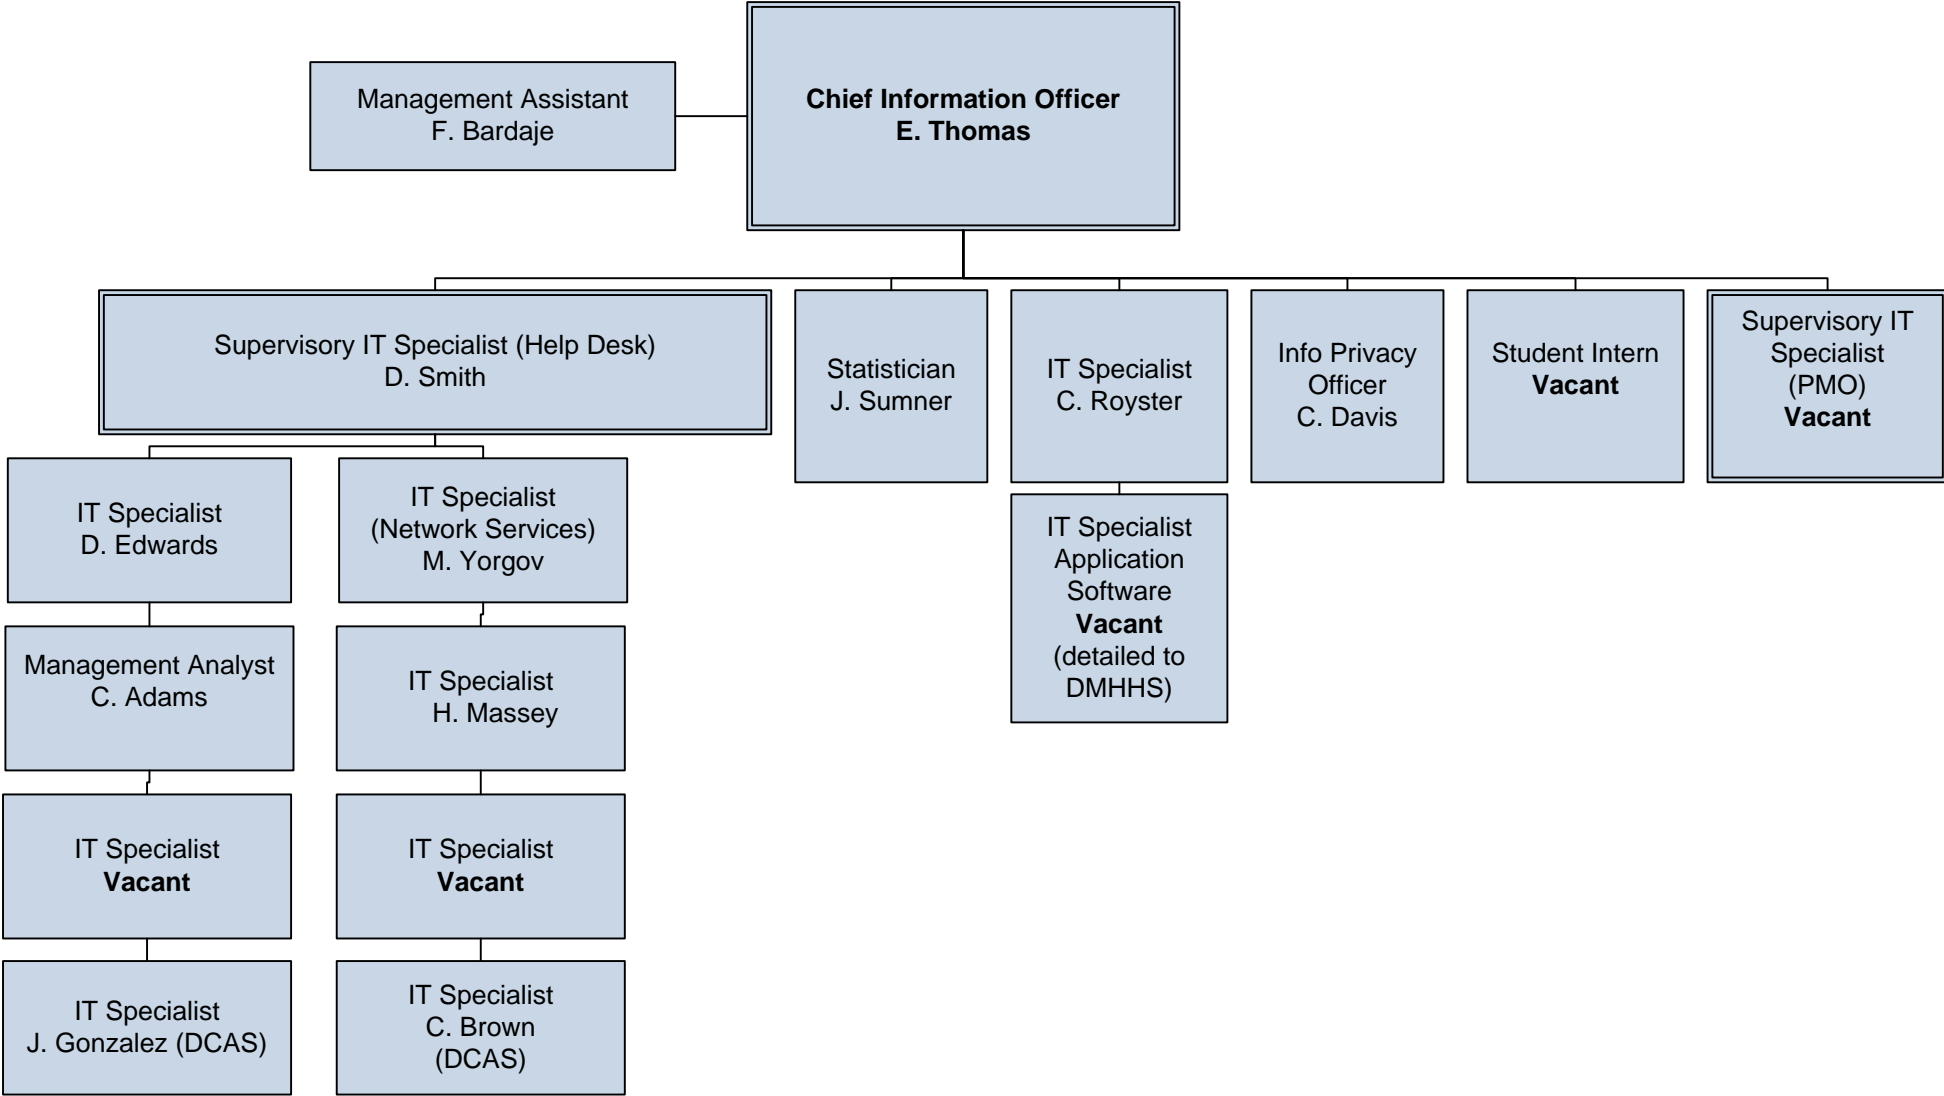 Management Assistant
F. Bardaje
Chief Information Officer
E. Thomas
Supervisory IT Specialist (Help Desk)
D. Smith
Statistician
J. Sumner
IT Specialist
C. Royster
Info Privacy
Officer
C. Davis
Student Intern
Vacant
Supervisory IT
Specialist
(PMO)
Vacant
IT Specialist
D. Edwards
IT Specialist
(Network Services)
M. Yorgov
IT Specialist
Application
Software
Vacant
(detailed to
DMHHS)
Management Analyst
C. Adams
IT Specialist
H. Massey
IT Specialist
Vacant
IT Specialist
Vacant
IT Specialist
J. Gonzalez (DCAS)
IT Specialist
C. Brown
(DCAS)